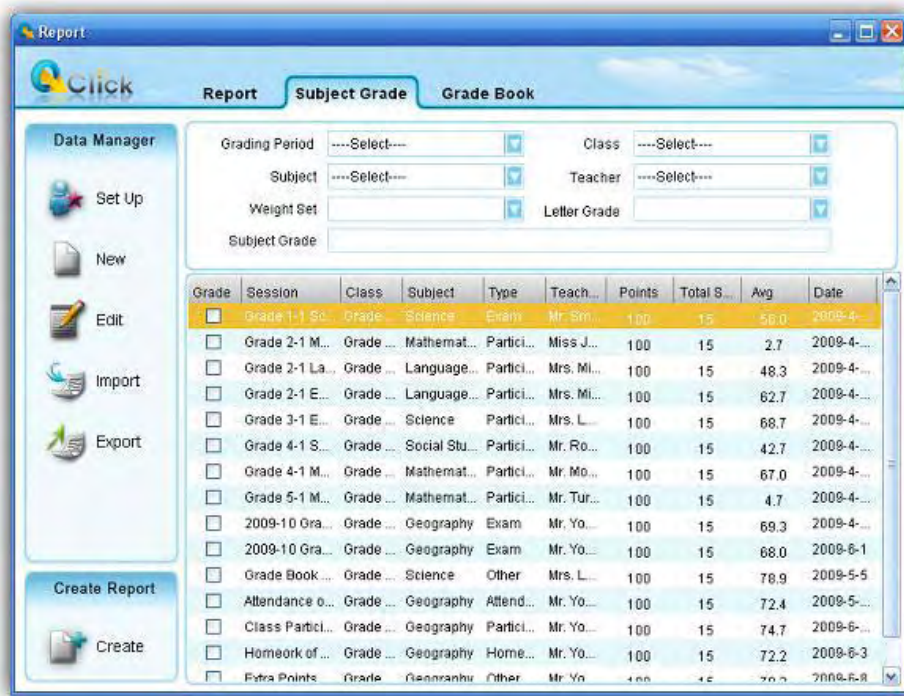 Report
QClick
Report Subject Grade Grade Book
Data Manager
Set Up
New
Edit
Import
Export
Create Report
Create
Grading Period ----Select---- Class ----Select----
Subject ----Select---- Teacher ----Select----
Weight Set Letter Grade
Subject Grade
Grade Session Class Subject Type Teach... Points Total S... Avg Date
Grade 1-1 Sc... Grade ... Science Exam Mr. Sm... 100 15 58.0 2009-4-...
Grade 2-1 M... Grade ... Mathemat... Partici... Miss J... 100 15 2.7 2009-4-...
Grade 2-1 La... Grade ... Language... Partici... Mrs. Mi... 100 15 48.3 2009-4-...
Grade 2-1 E... Grade ... Language... Partici... Mrs. Mi... 100 15 62.7 2009-4-...
Grade 3-1 E... Grade ... Science Partici... Mrs. L... 100 15 68.7 2009-4-...
Grade 4-1 S... Grade ... Social Stu... Partici... Mr. Ro... 100 15 42.7 2009-4-...
Grade 4-1 M... Grade ... Mathemat... Partici... Mr. Mo... 100 15 67.0 2009-4-...
Grade 5-1 M... Grade ... Mathemat... Partici... Mr. Tur... 100 15 4.7 2009-4-...
2009-10 Gra... Grade ... Geography Exam Mr. Yo... 100 15 69.3 2009-4-...
2009-10 Gra... Grade ... Geography Exam Mr. Yo... 100 15 68.0 2009-6-1
Grade Book ... Grade ... Science Other Mrs. L... 100 15 78.9 2009-5-5
Attendance o... Grade ... Geography Attend... Mr. Yo... 100 15 72.4 2009-5-...
Class Partici... Grade ... Geography Partici... Mr. Yo... 100 15 74.7 2009-6-...
Homeork of ... Grade ... Geography Home... Mr. Yo... 100 15 72.2 2009-6-3
Extra Points Grade Geography Other Mr. Yo 100 15 2009-6-8